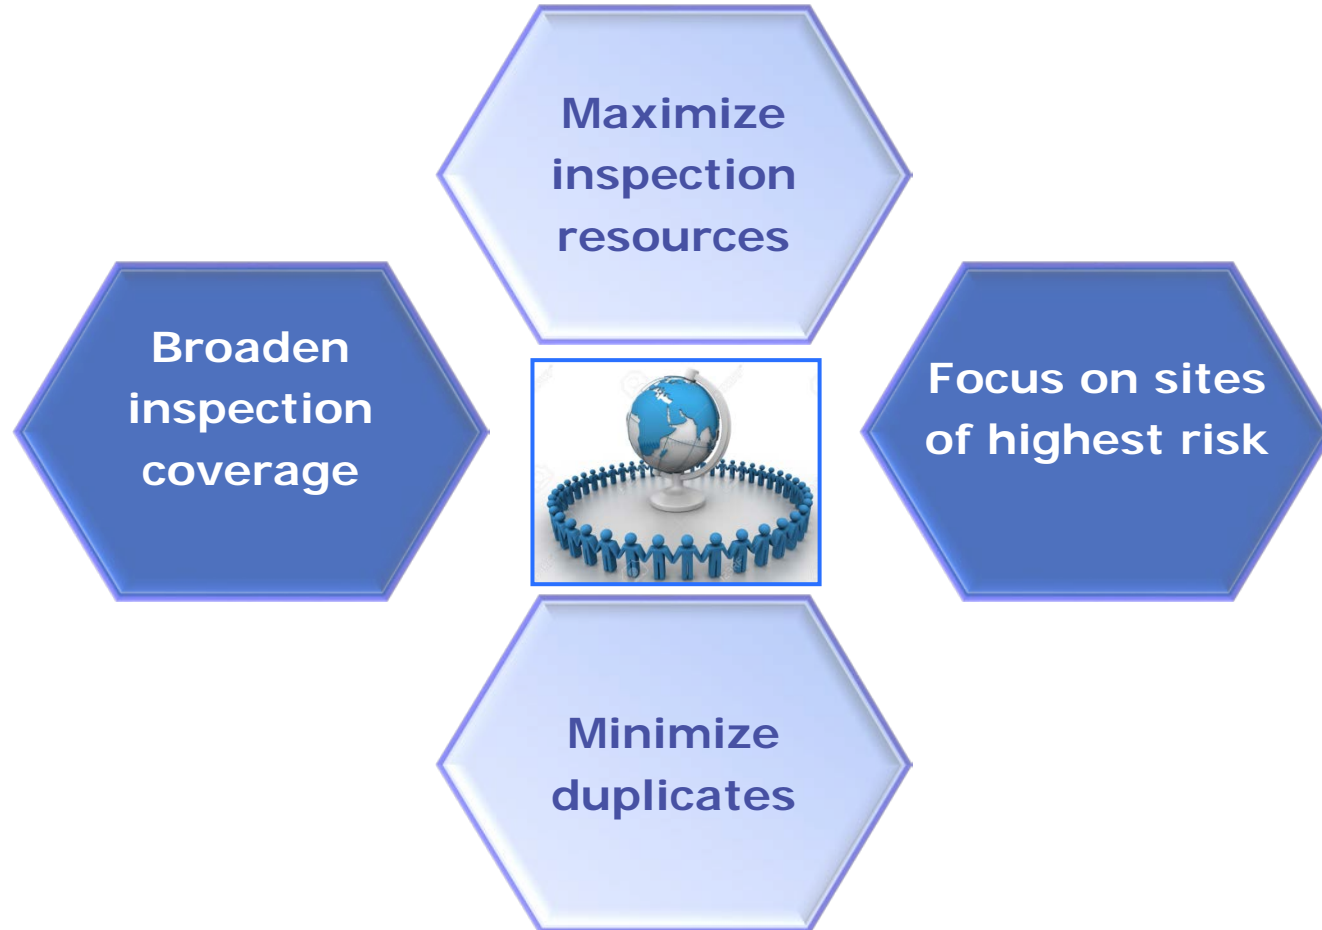 Maximize
inspection
resources
Broaden
inspection
coverage
Focus on sites
of highest risk
Minimize
duplicates